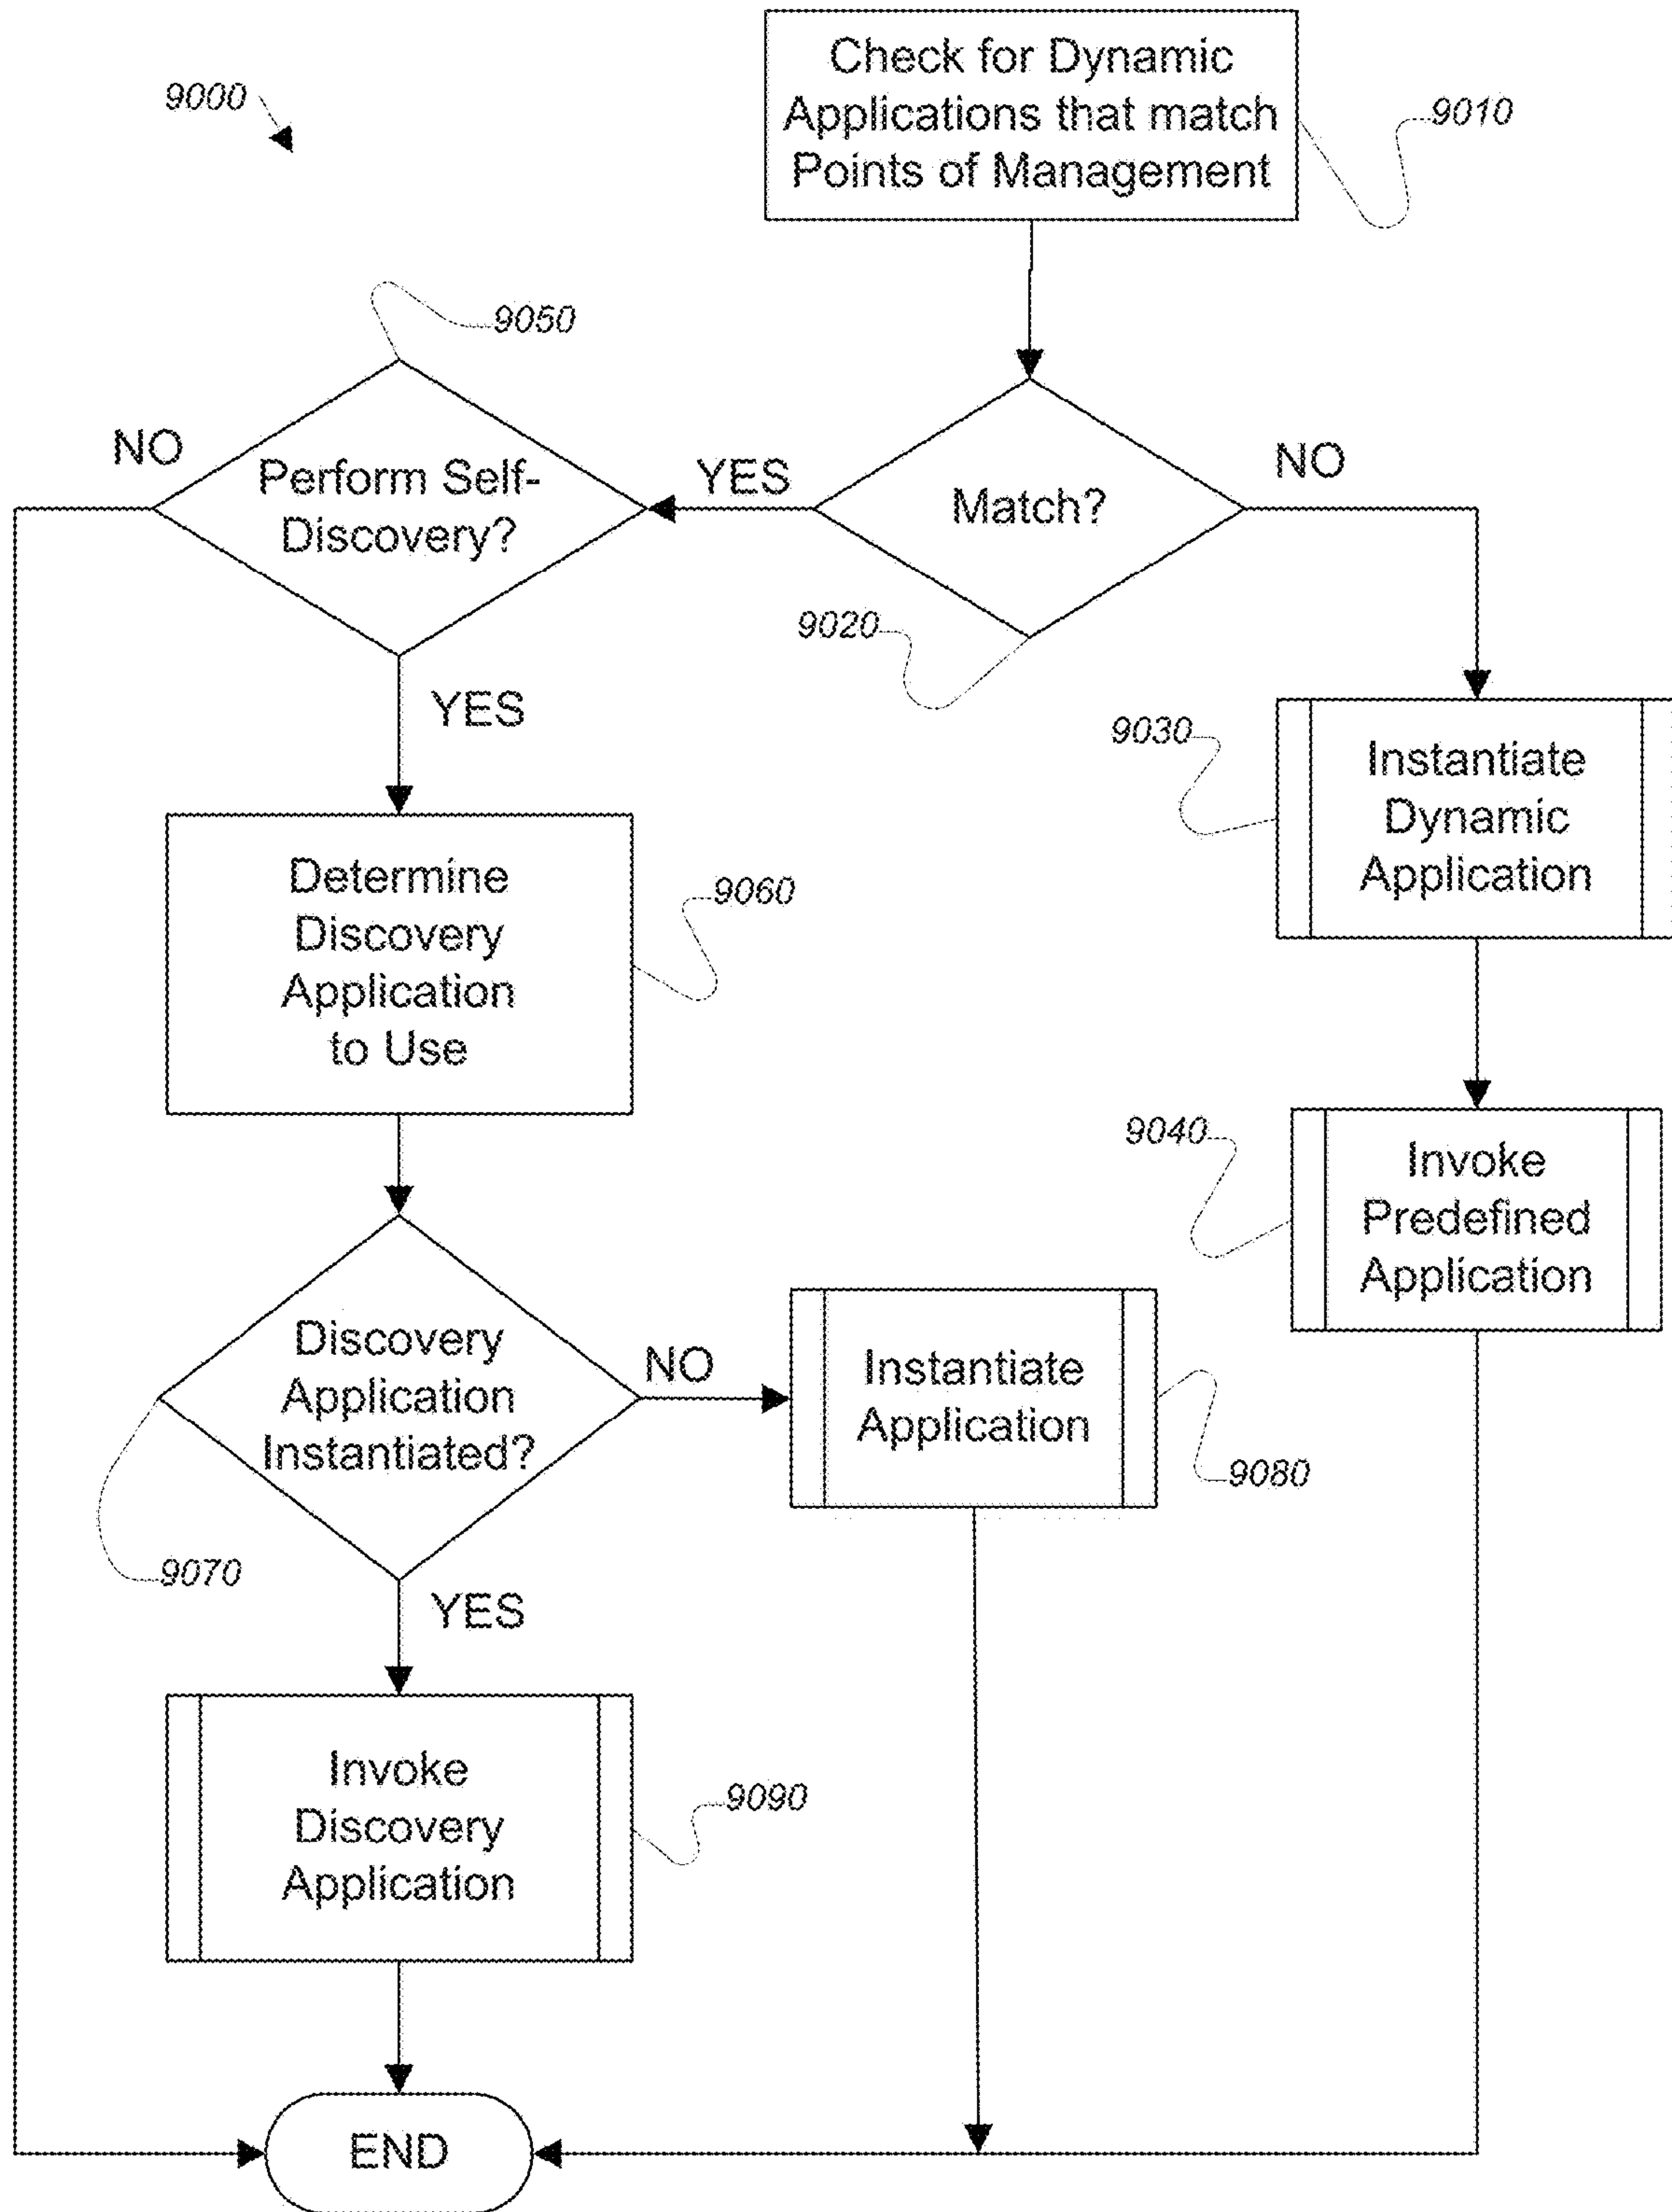 9000
Check for Dynamic
Applications that match
Points of Management
9010
9050
NO
Perform Self-
Discovery?
YES
Match?
NO
9020
YES
9030
Instantiate
Dynamic
Application
Determine
Discovery
Application
to Use
9060
9040
Invoke
Predefined
Application
Discovery
Application
Instantiated?
NO
Instantiate
Application
9080
9070
YES
Invoke
Discovery
Application
9090
END